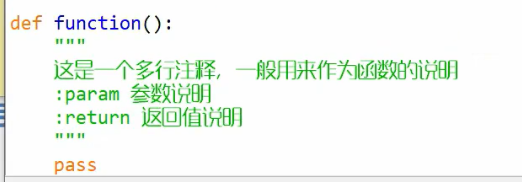 def function():
"""
这是一个多行注释，一般用来作为函数的说明
:param 参数说明
:return 返回值说明
"""
pass